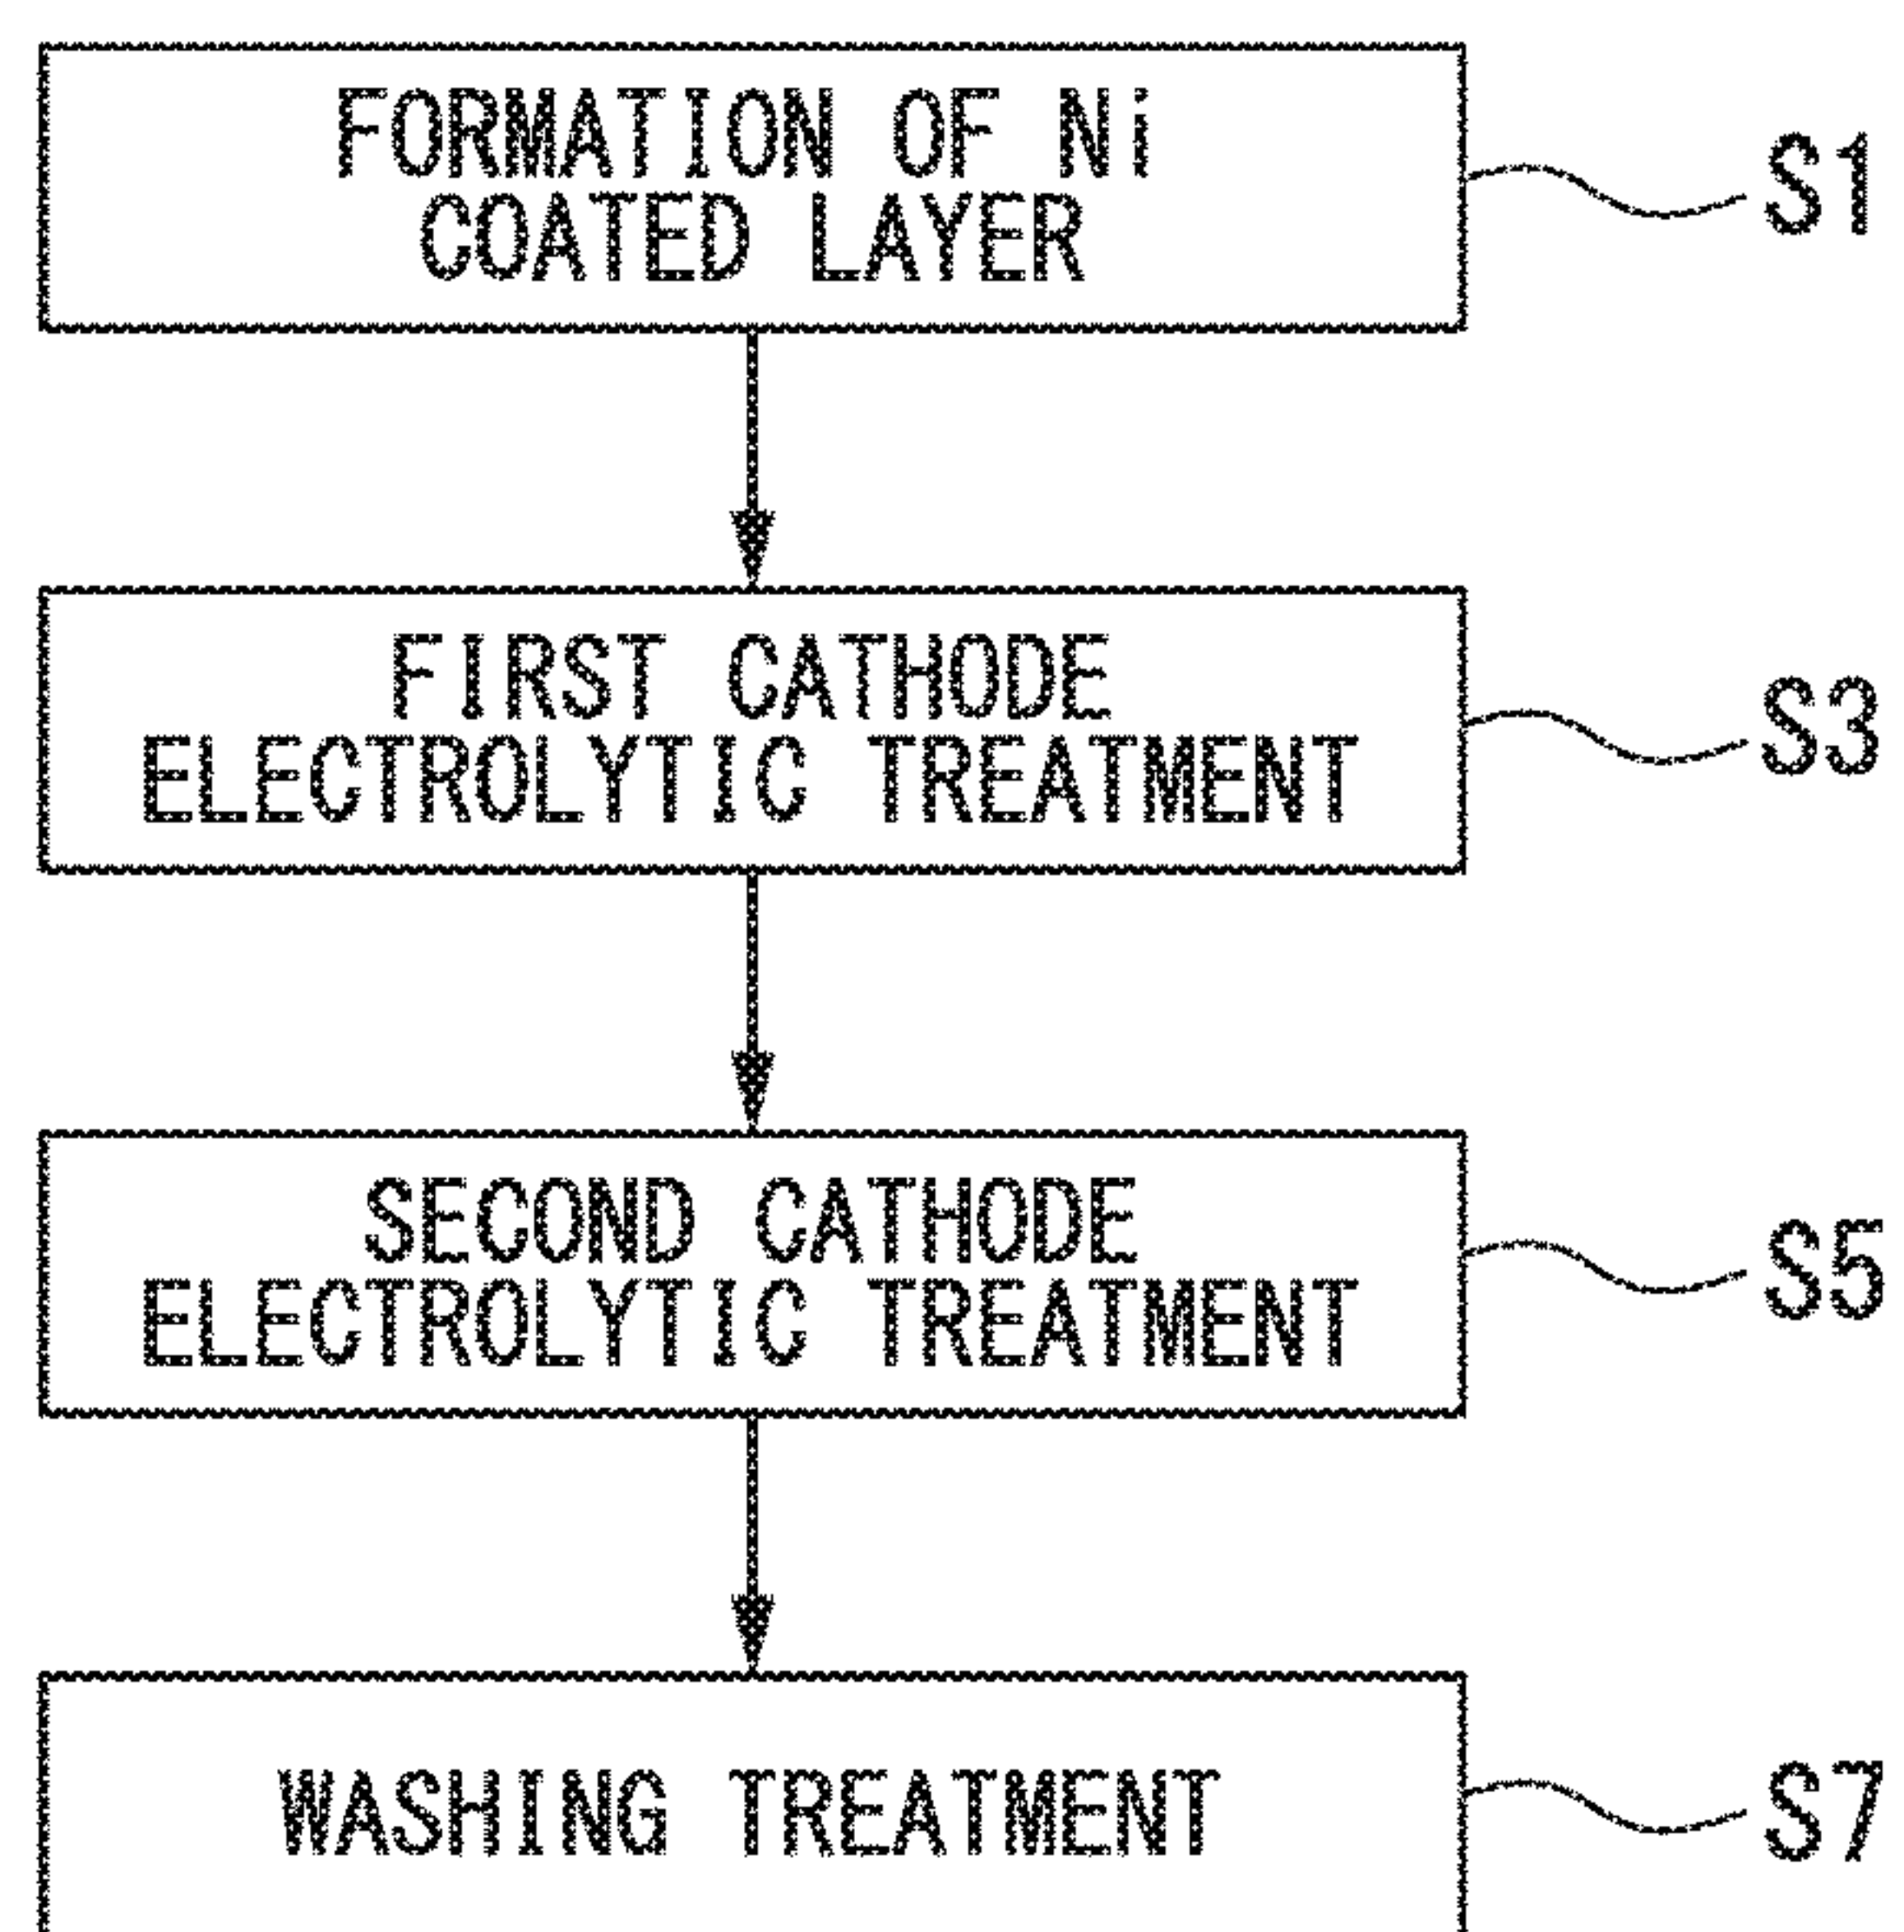 FORMATION OF Ni
COATED LAYER
S1
FIRST CATHODE
ELECTROLYTIC TREATMENT
S3
SECOND CATHODE
ELECTROLYTIC TREATMENT
S5
WASHING TREATMENT
S7